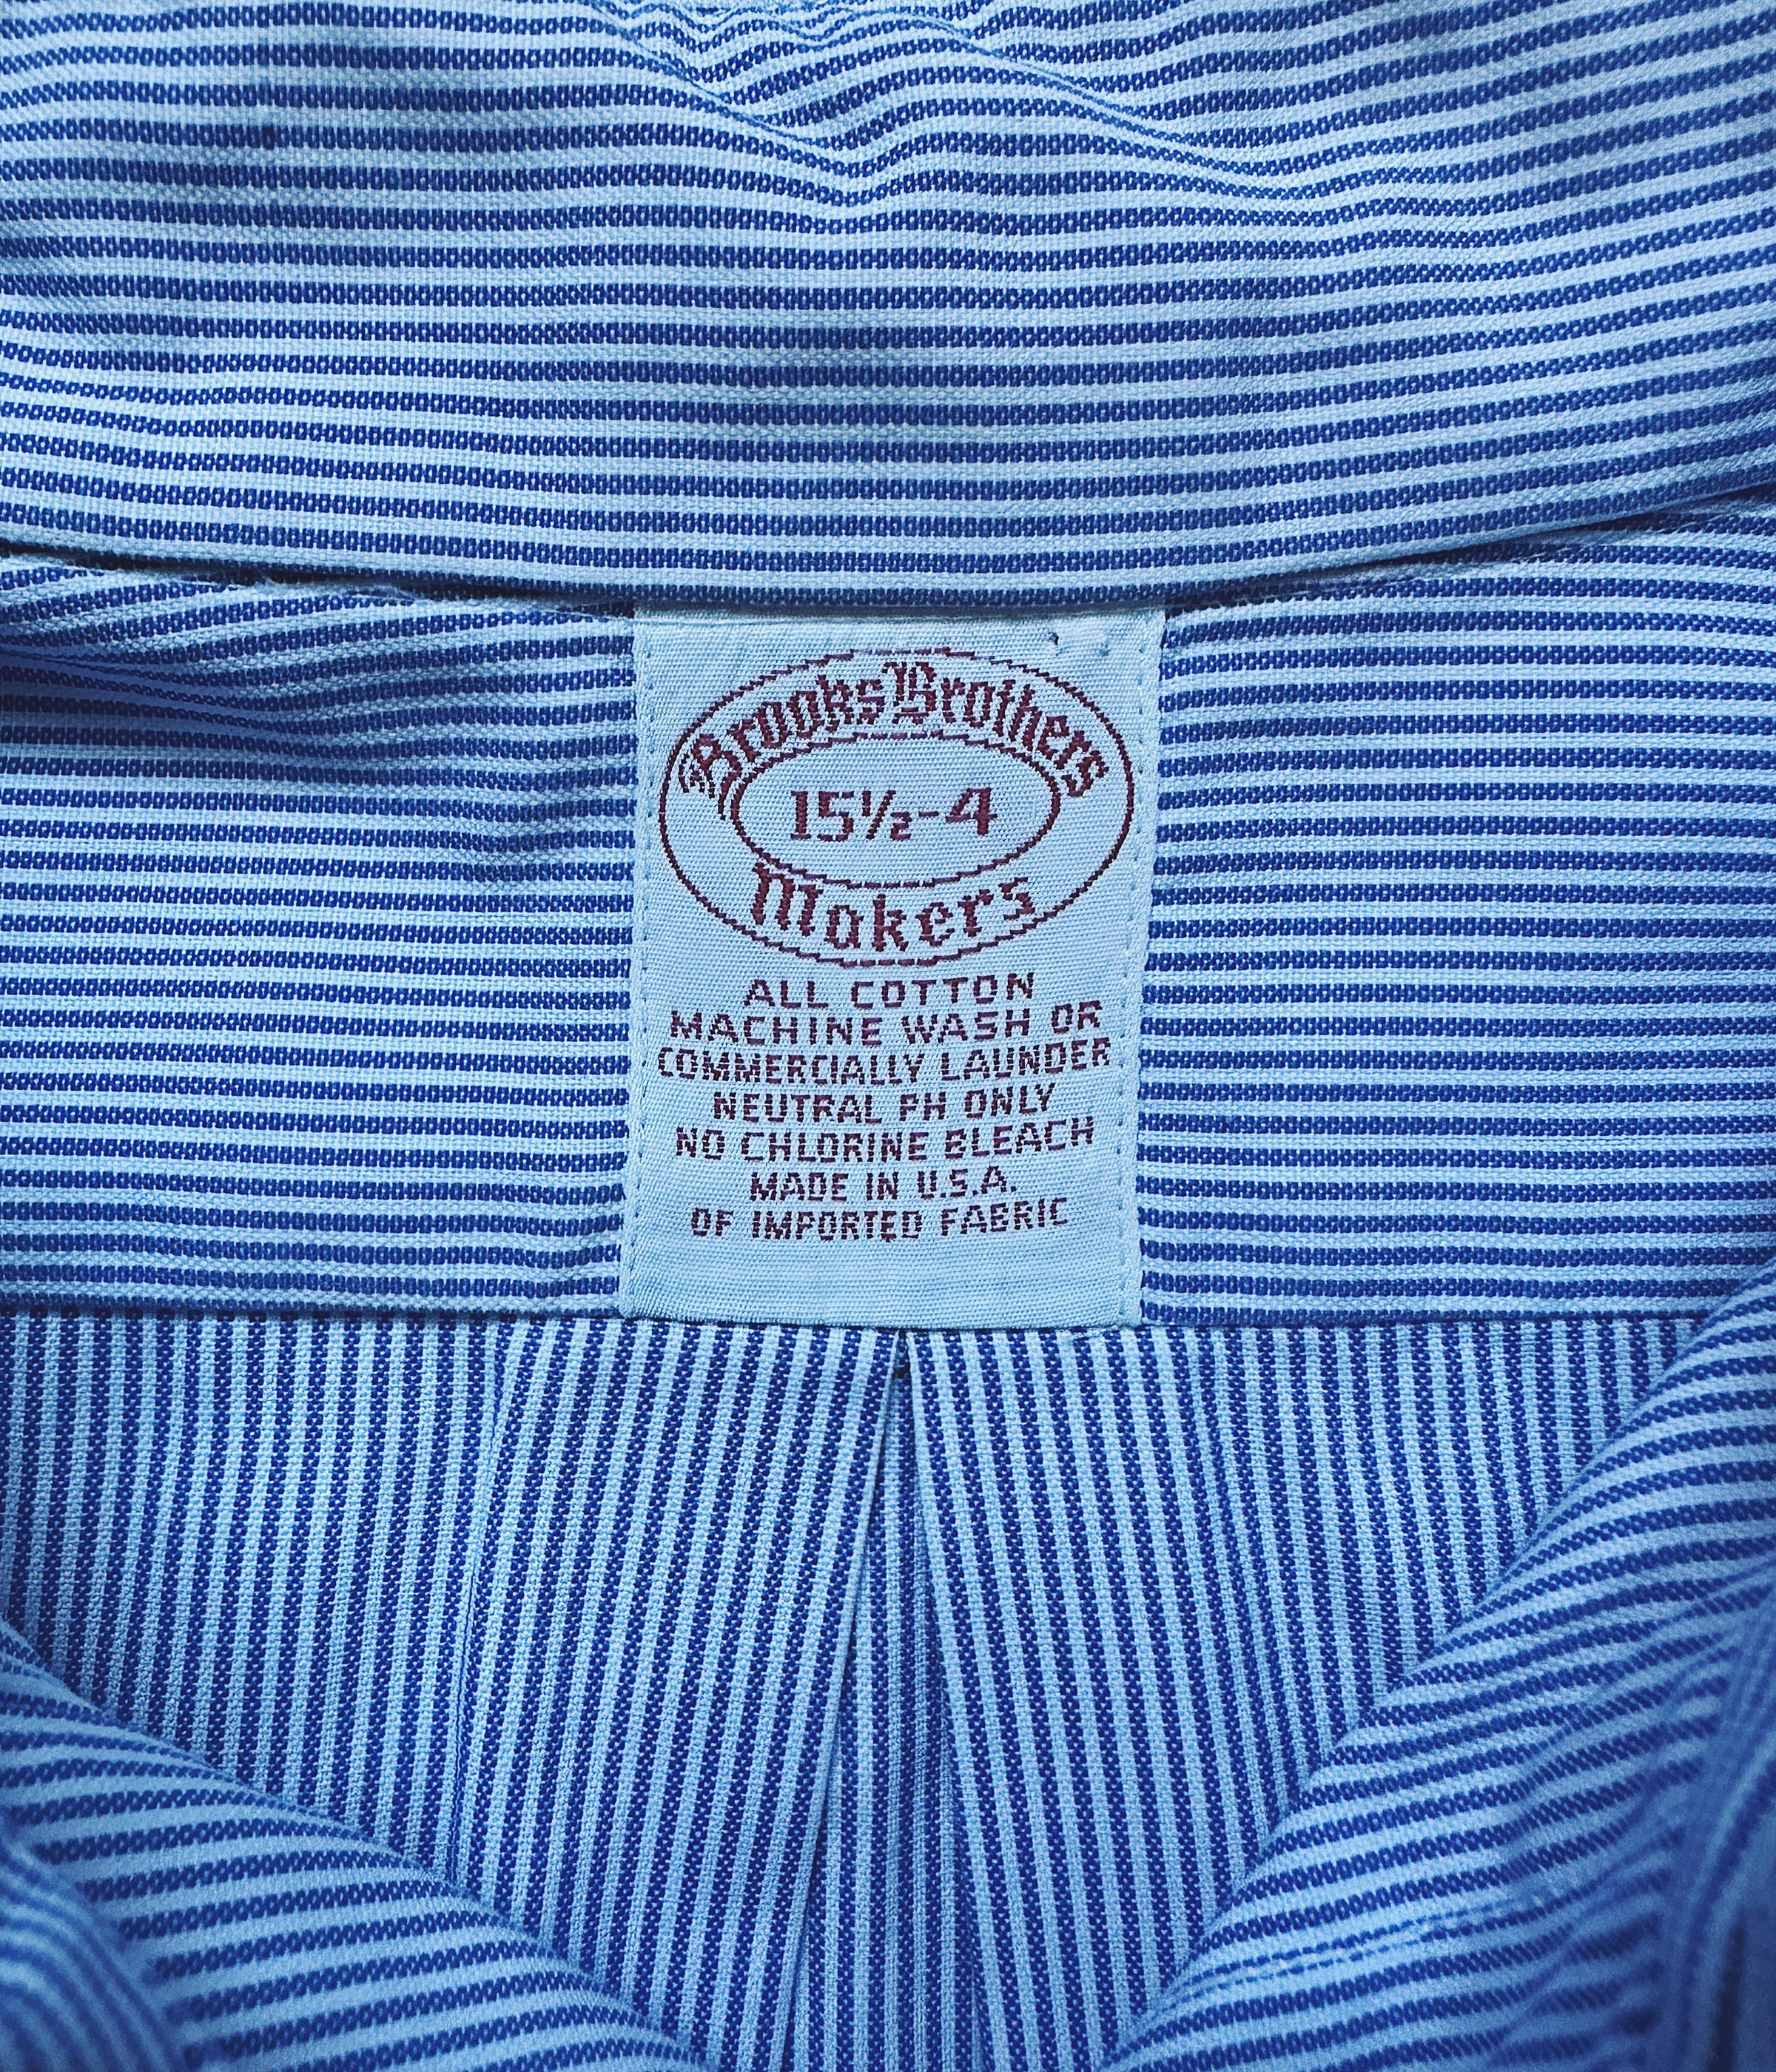 Brooks Brothers
15½-4
Makers
ALL COTTON
MACHINE WASH OR
COMMERCIALLY LAUNDER
NEUTRAL PH ONLY
NO CHLORINE BLEACH
MADE IN U.S.A.
OF IMPORTED FABRIC